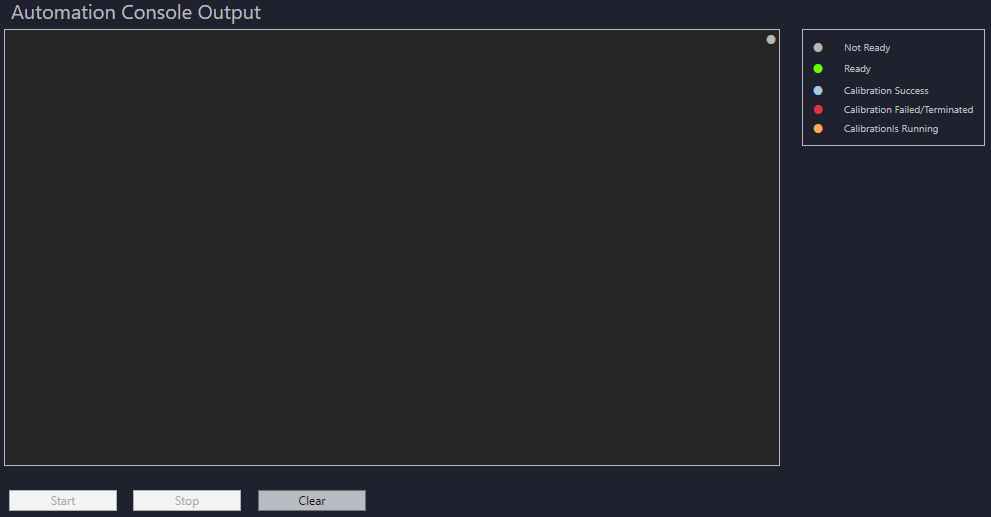 Automation Console Output
Not Ready
Ready
Calibration Success
Calibration Failed/Terminated
CalibrationIs Running
Start
Stop
Clear